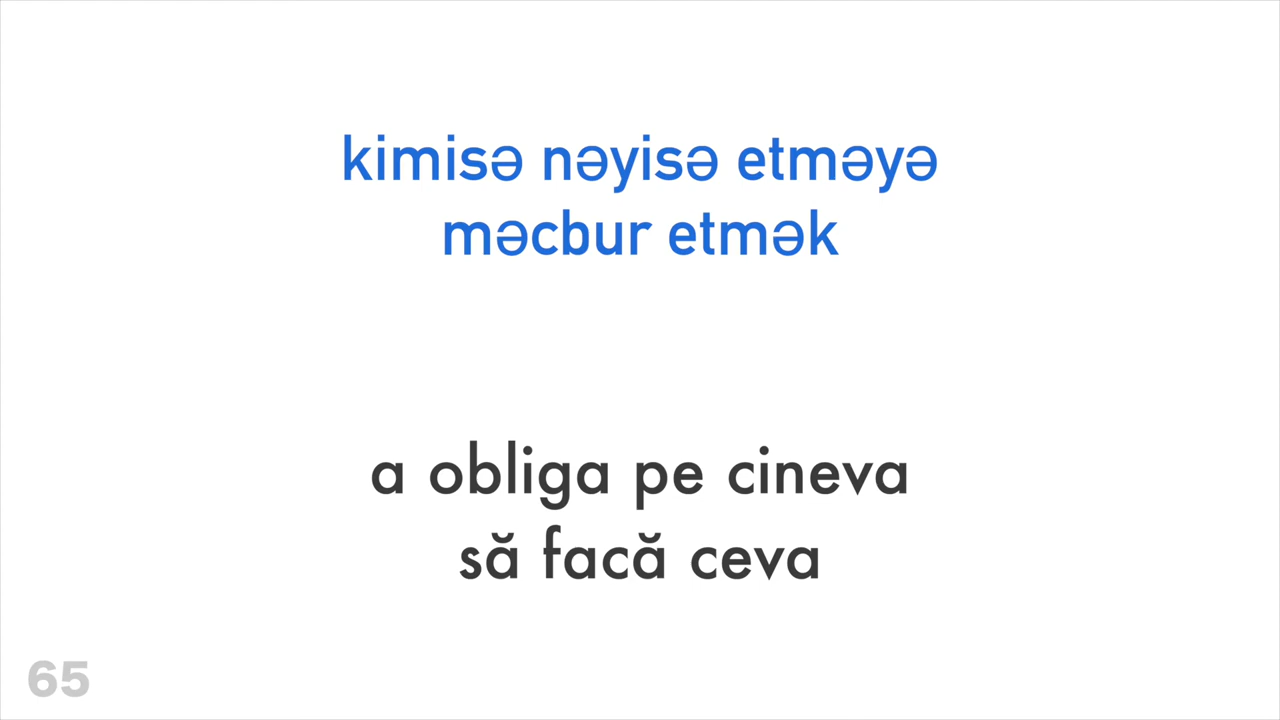 kimisə nəyisə etməyə
məcbur etmək
a obliga pe cineva
să facă ceva
65